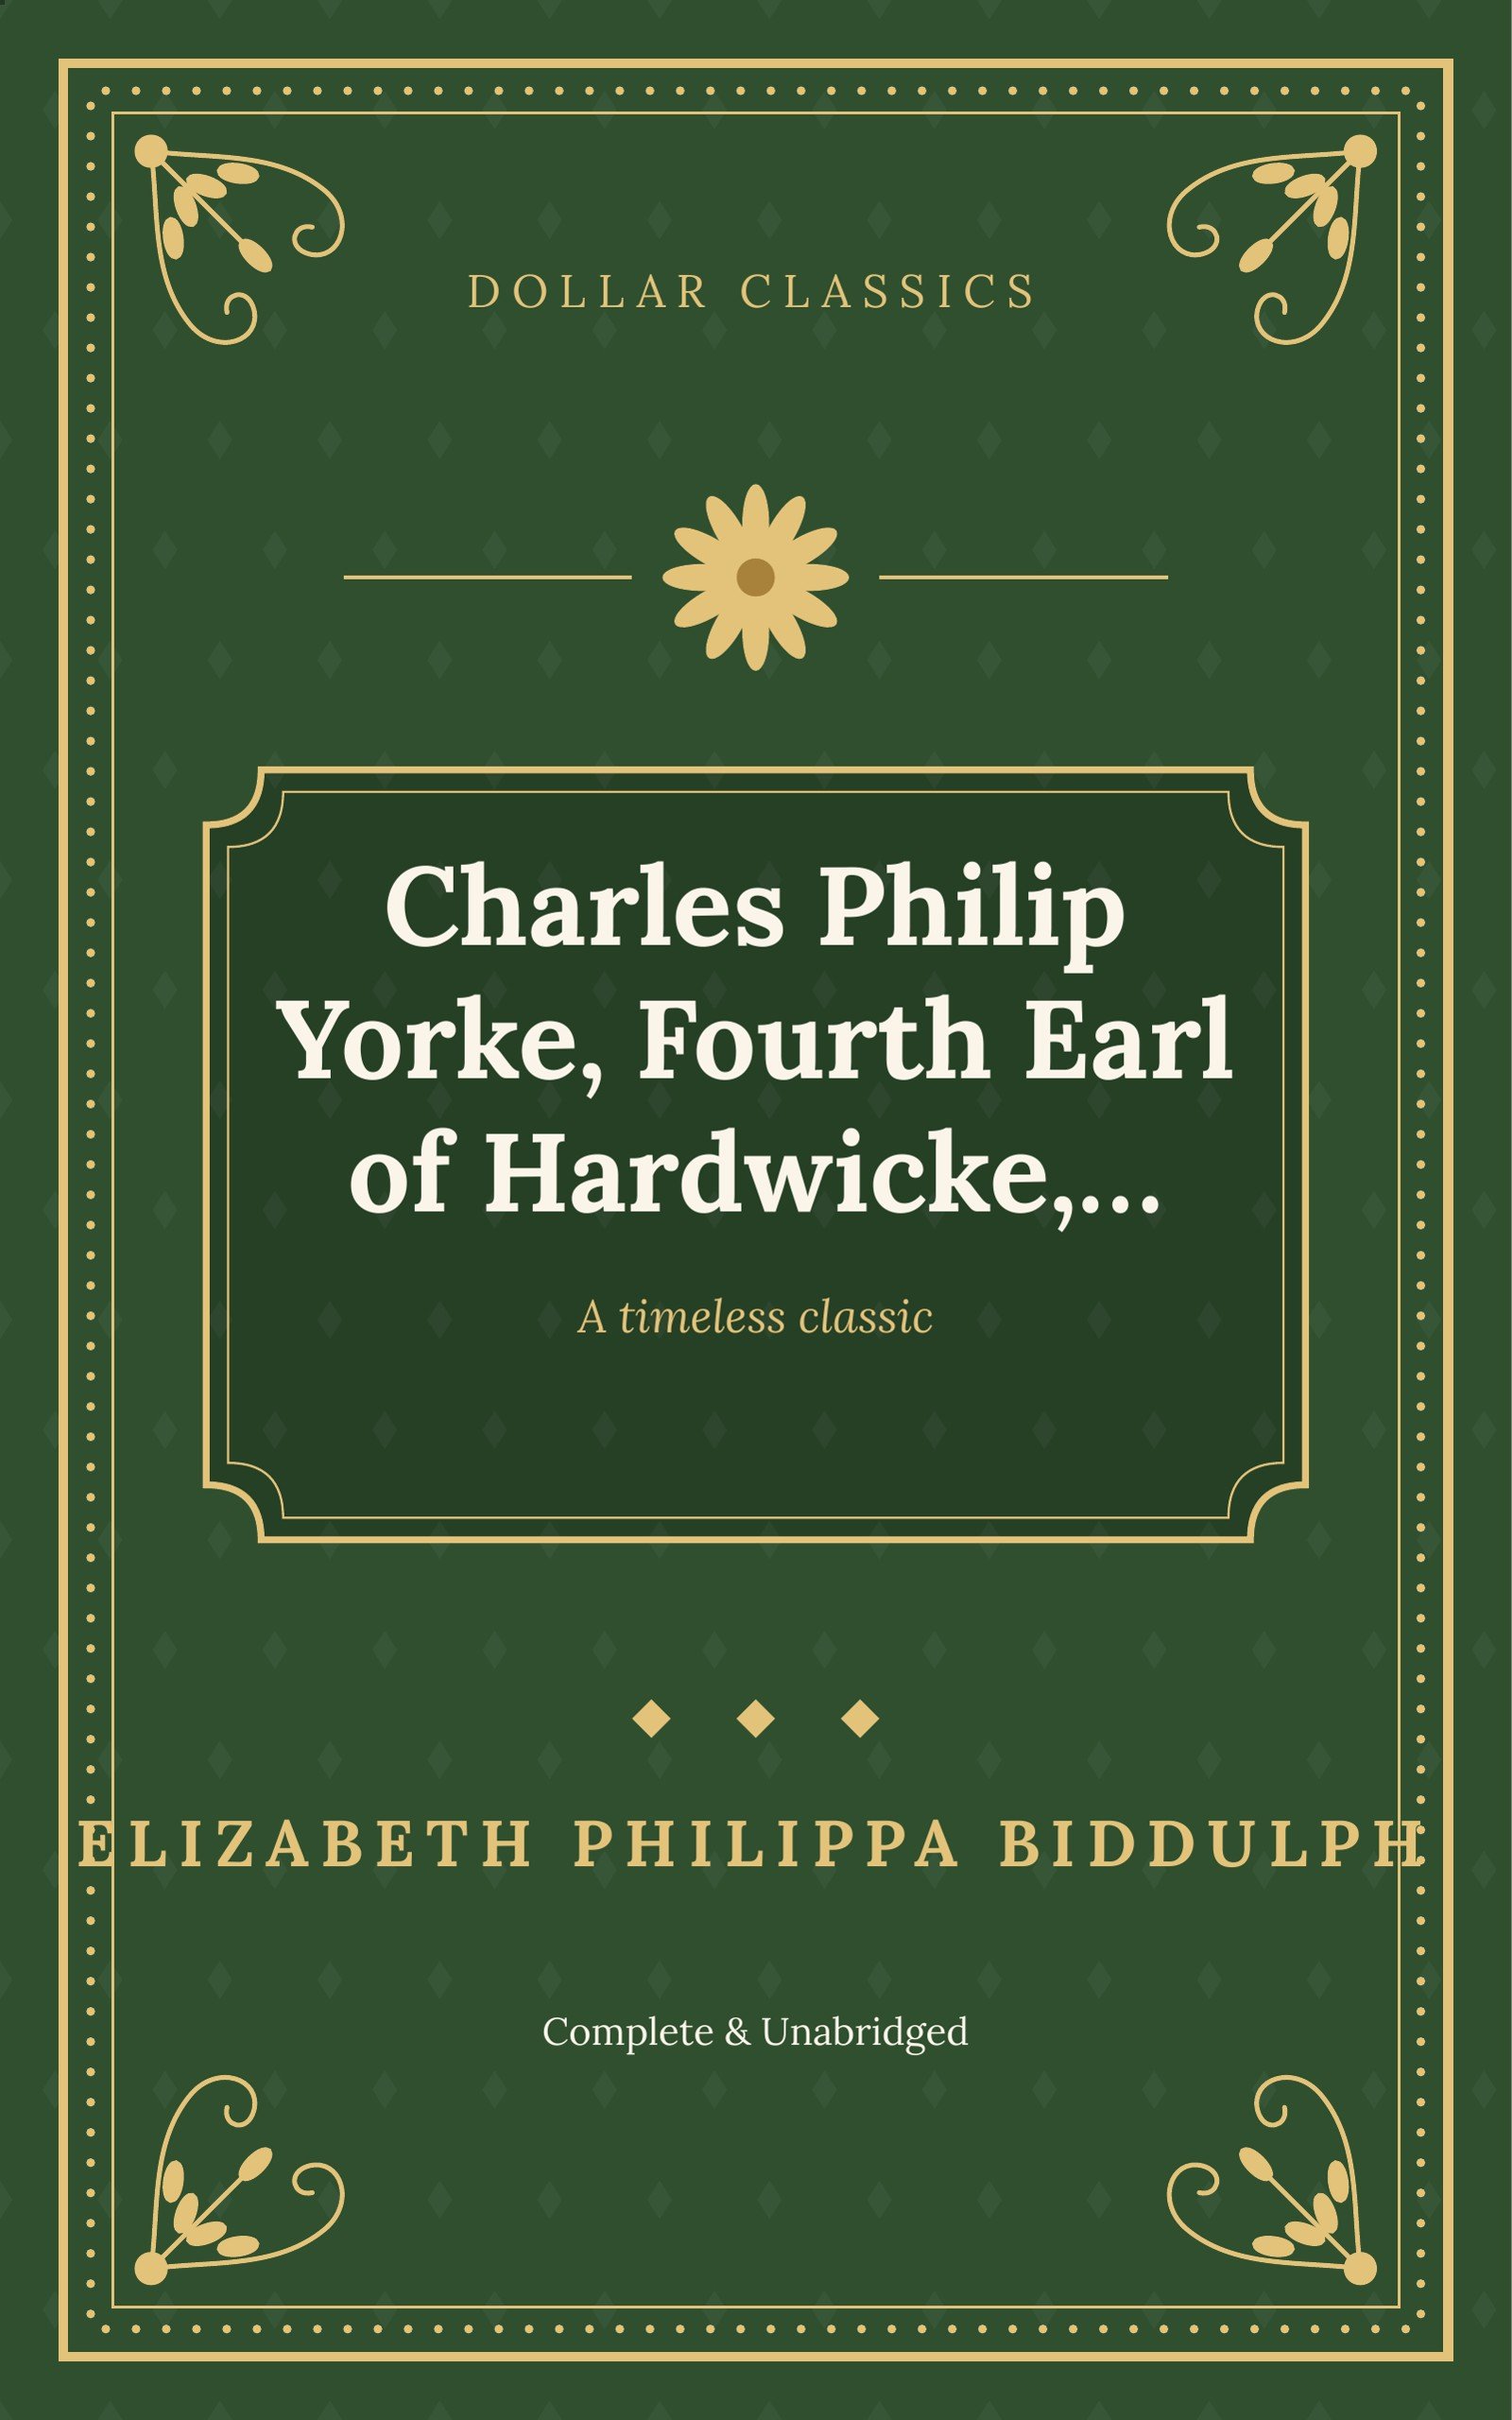 DOLLAR CLASSICS
Charles Philip
Yorke, Fourth Earl
of Hardwicke,...
A timeless classic
ELIZABETH PHILIPPA BIDDULPH
Complete & Unabridged